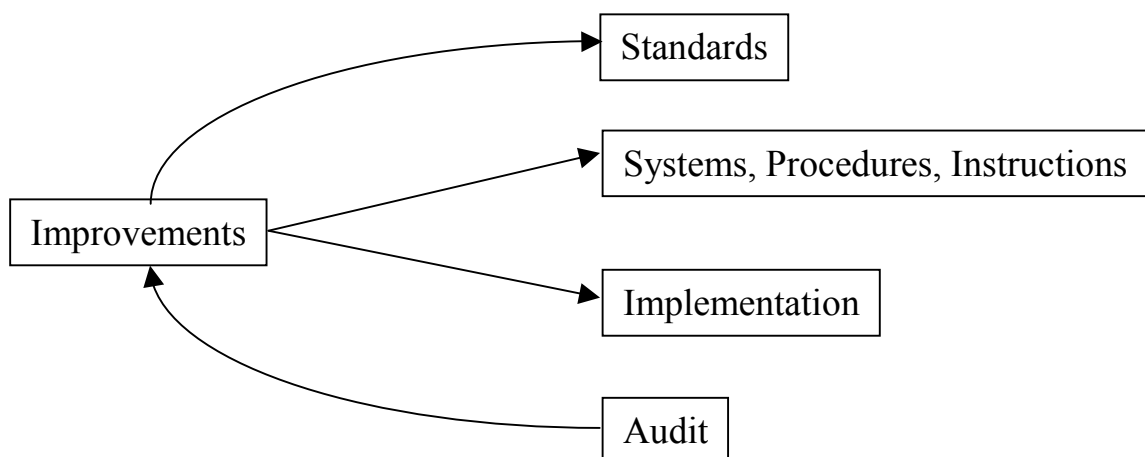 Standards
Systems, Procedures, Instructions
Improvements
Implementation
Audit